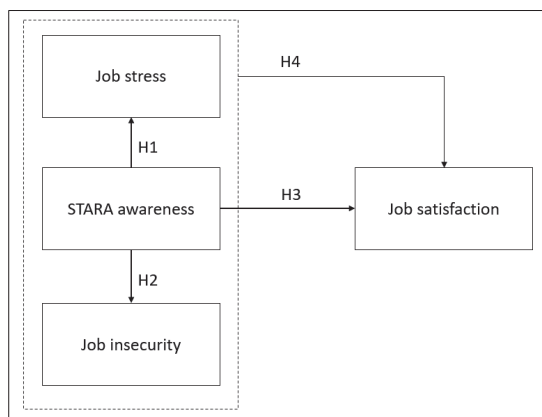 Job stress
H4
H1
STARA awareness
H3
Job satisfaction
H2
Job insecurity